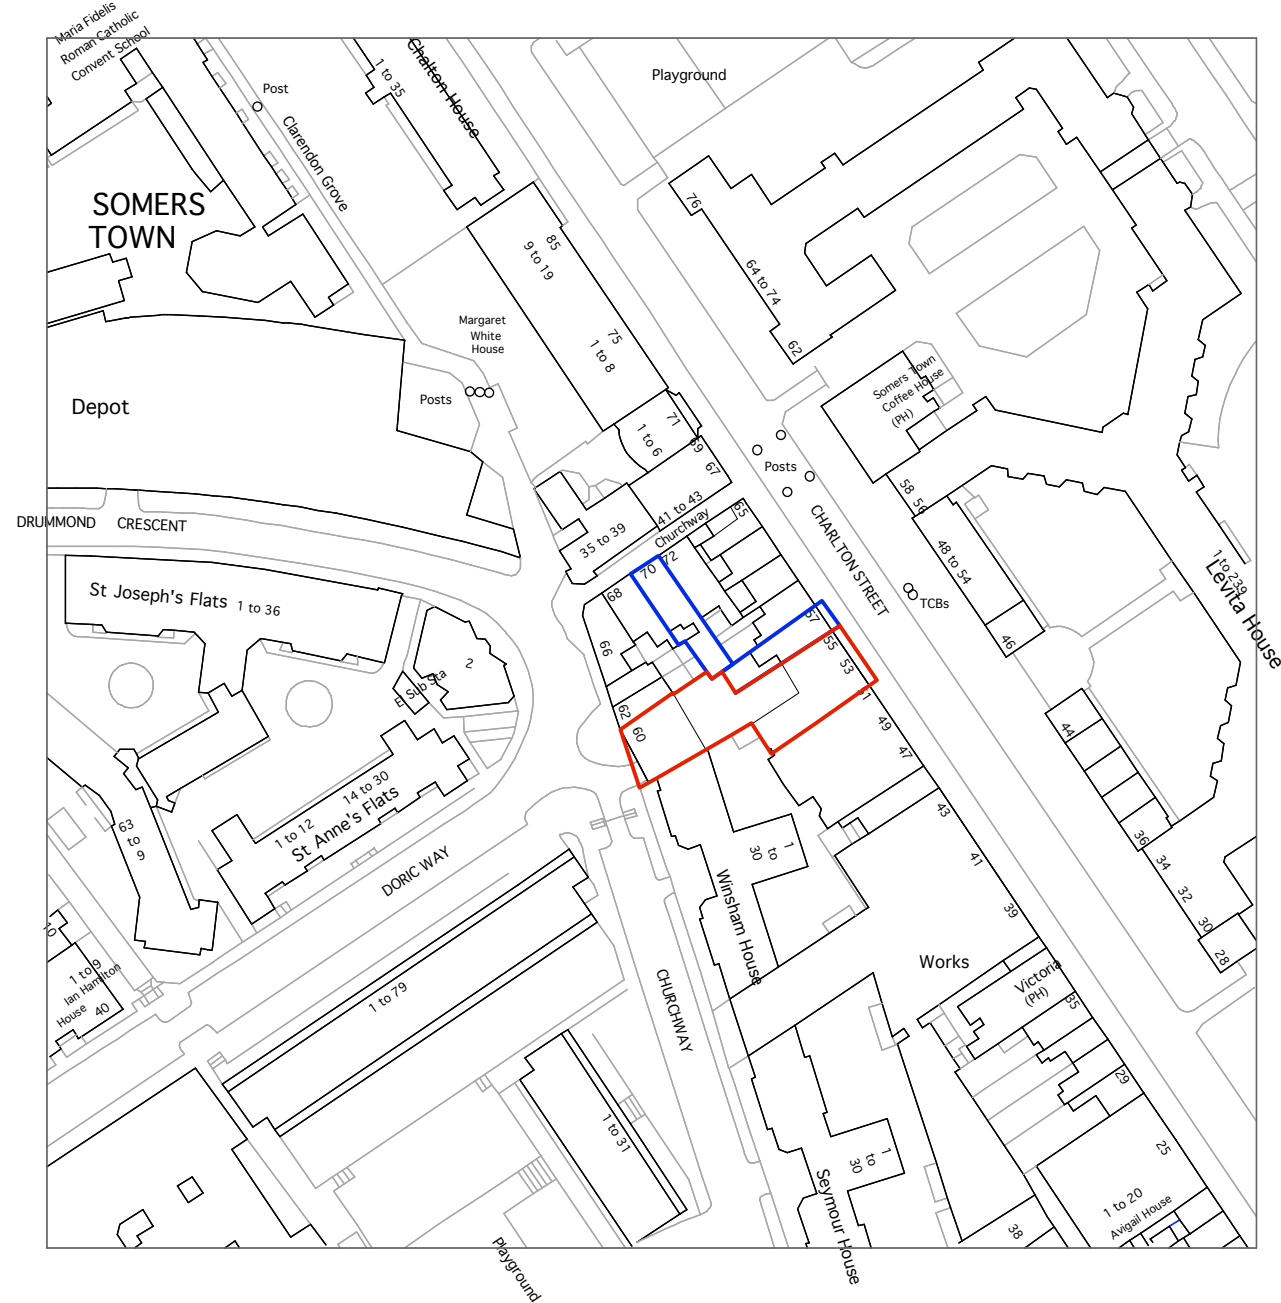 Maria Fidelis
Roman Catholic
Convent School
Post
Clarendon Grove
1 to 35
Chalton House
Playground
SOMERS
TOWN
76
85
9 to 19
64 to 74
62
Margaret
White
House
75
1 to 8
Posts
Depot
Somers Town
Coffee House
(PH)
71
1 to 6
69
67
Posts
58
56
DRUMMOND CRESCENT
41 to 43
Churchway
65
35 to 39
CHARLTON STREET
48 to 54
1 to 239
Levita House
St Joseph's Flats 1 to 36
70
72
68
TCBs
57
46
66
55
53
2
E Sub Sta
51
62
60
49
47
44
14 to 30
1 to 12
St Anne's Flats
63
to
9
43
36
DORIC WAY
1
to
30
41
34
32
30
28
Winsham House
39
10
1 to 9
Ian Hamilton
House
40
1 to 79
CHURCHWAY
Works
Victoria
(PH)
35
29
1 to 31
1
to
30
25
Seymour House
1 to 20
Avigail House
38
Playground